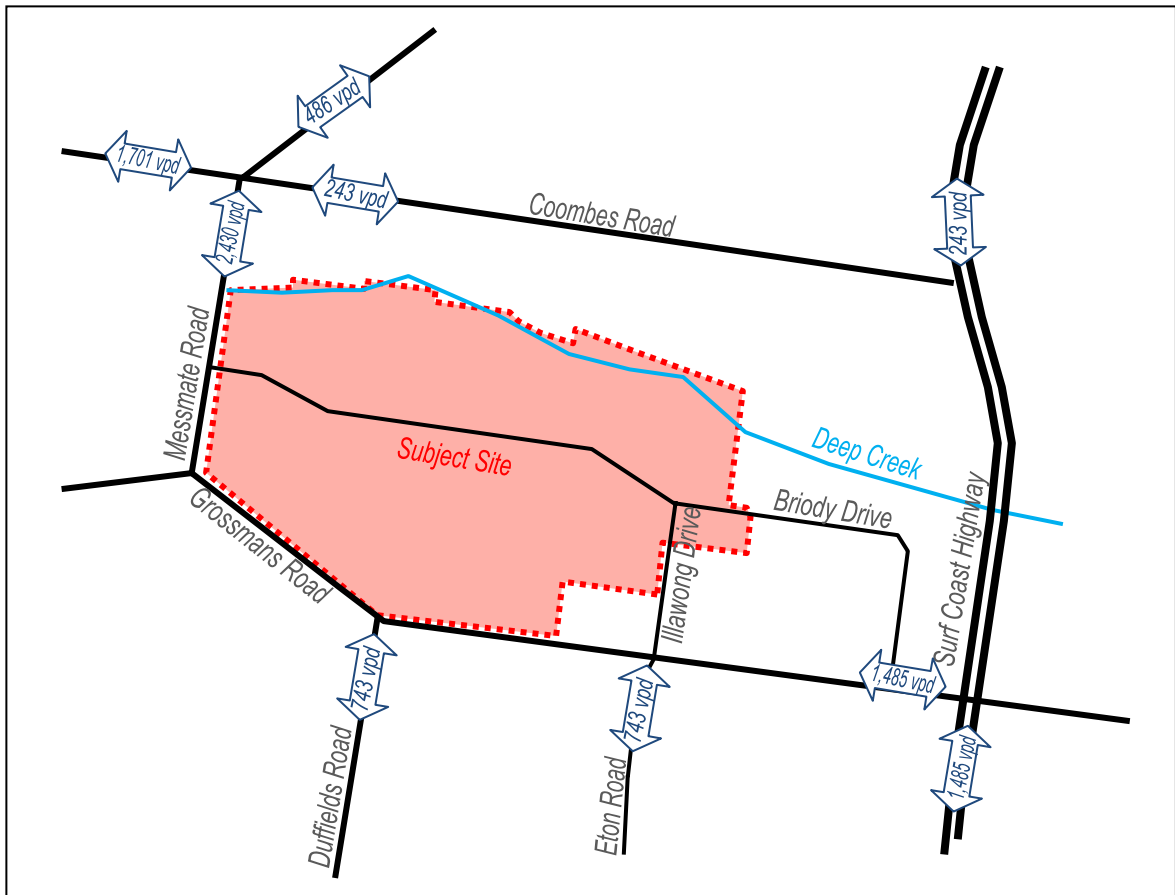 486 vpd
1,701 vpd
243 vpd
2,430 vpd
Coombes Road
243 vpd
Messmate Road
Subject Site
Deep Creek
Briody Drive
Grossmans Road
Illawong Drive
Surf Coast Highway
743 vpd
743 vpd
1,485 vpd
1,485 vpd
Duffields Road
Eton Road